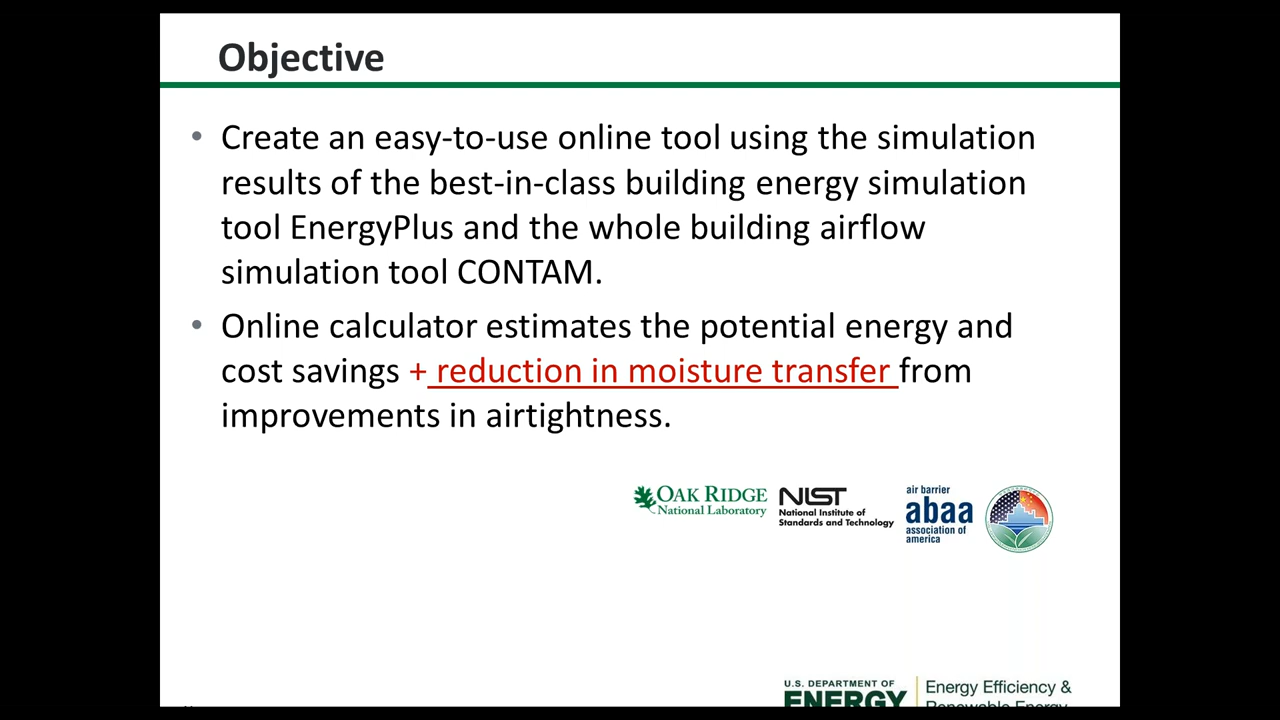 Objective
• Create an easy-to-use online tool using the simulation
results of the best-in-class building energy simulation
tool EnergyPlus and the whole building airflow
simulation tool CONTAM.
• Online calculator estimates the potential energy and
cost savings + reduction in moisture transfer from
improvements in airtightness.
OAK RIDGE
National Laboratory
NIST
National Institute of
Standards and Technology
air barrier
abaa
association of
america
U.S. DEPARTMENT OF
ENERGY
Energy Efficiency &
Renewable Energy